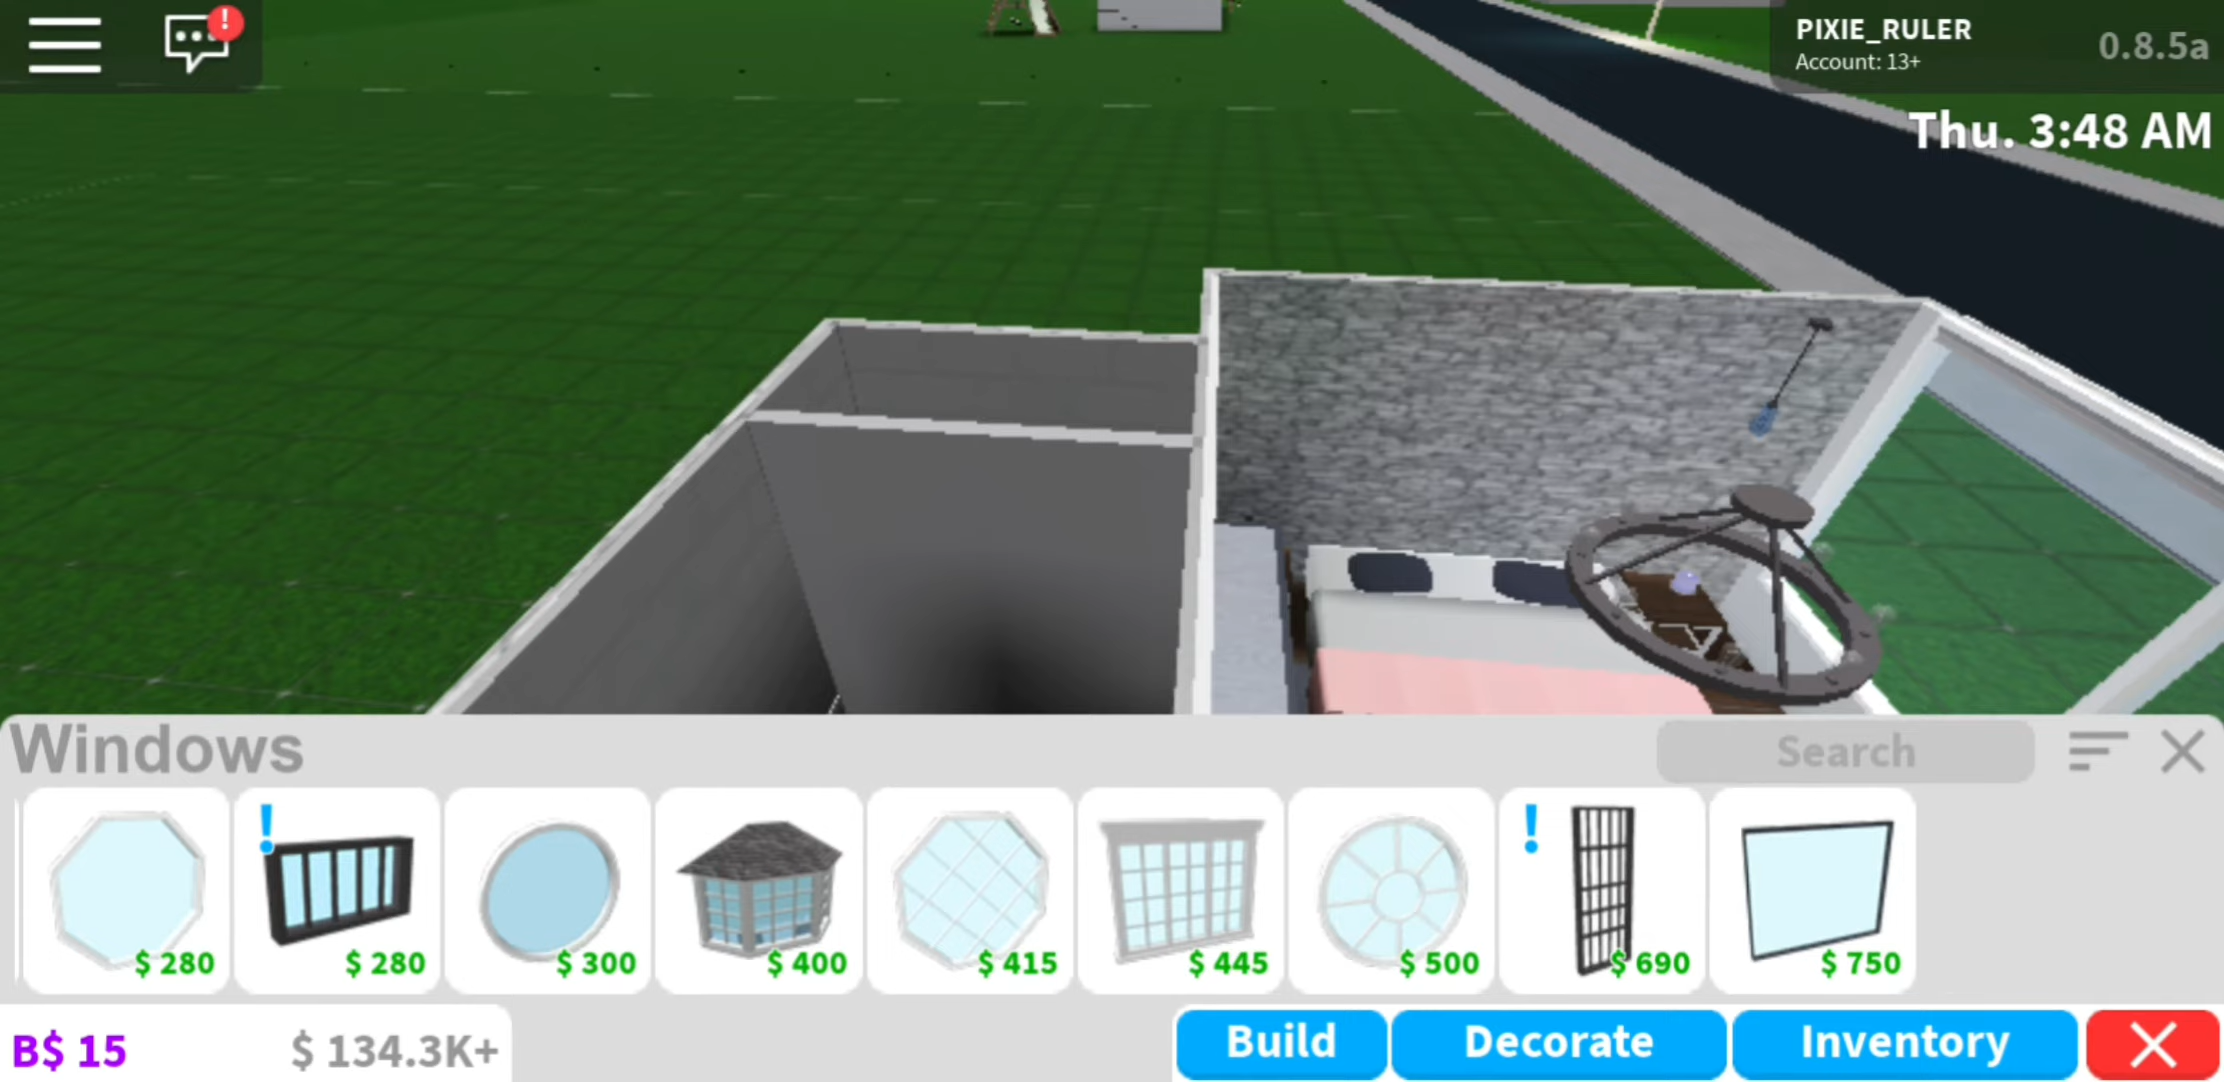 !
PIXIE_RULER
Account: 13+
0.8.5a
Thu. 3:48 AM
Windows
Search
!
!
$ 280
$ 280
$ 300
$ 400
$ 415
$ 445
$ 500
$ 690
$ 750
B$ 15
$ 134.3K+
Build
Decorate
Inventory